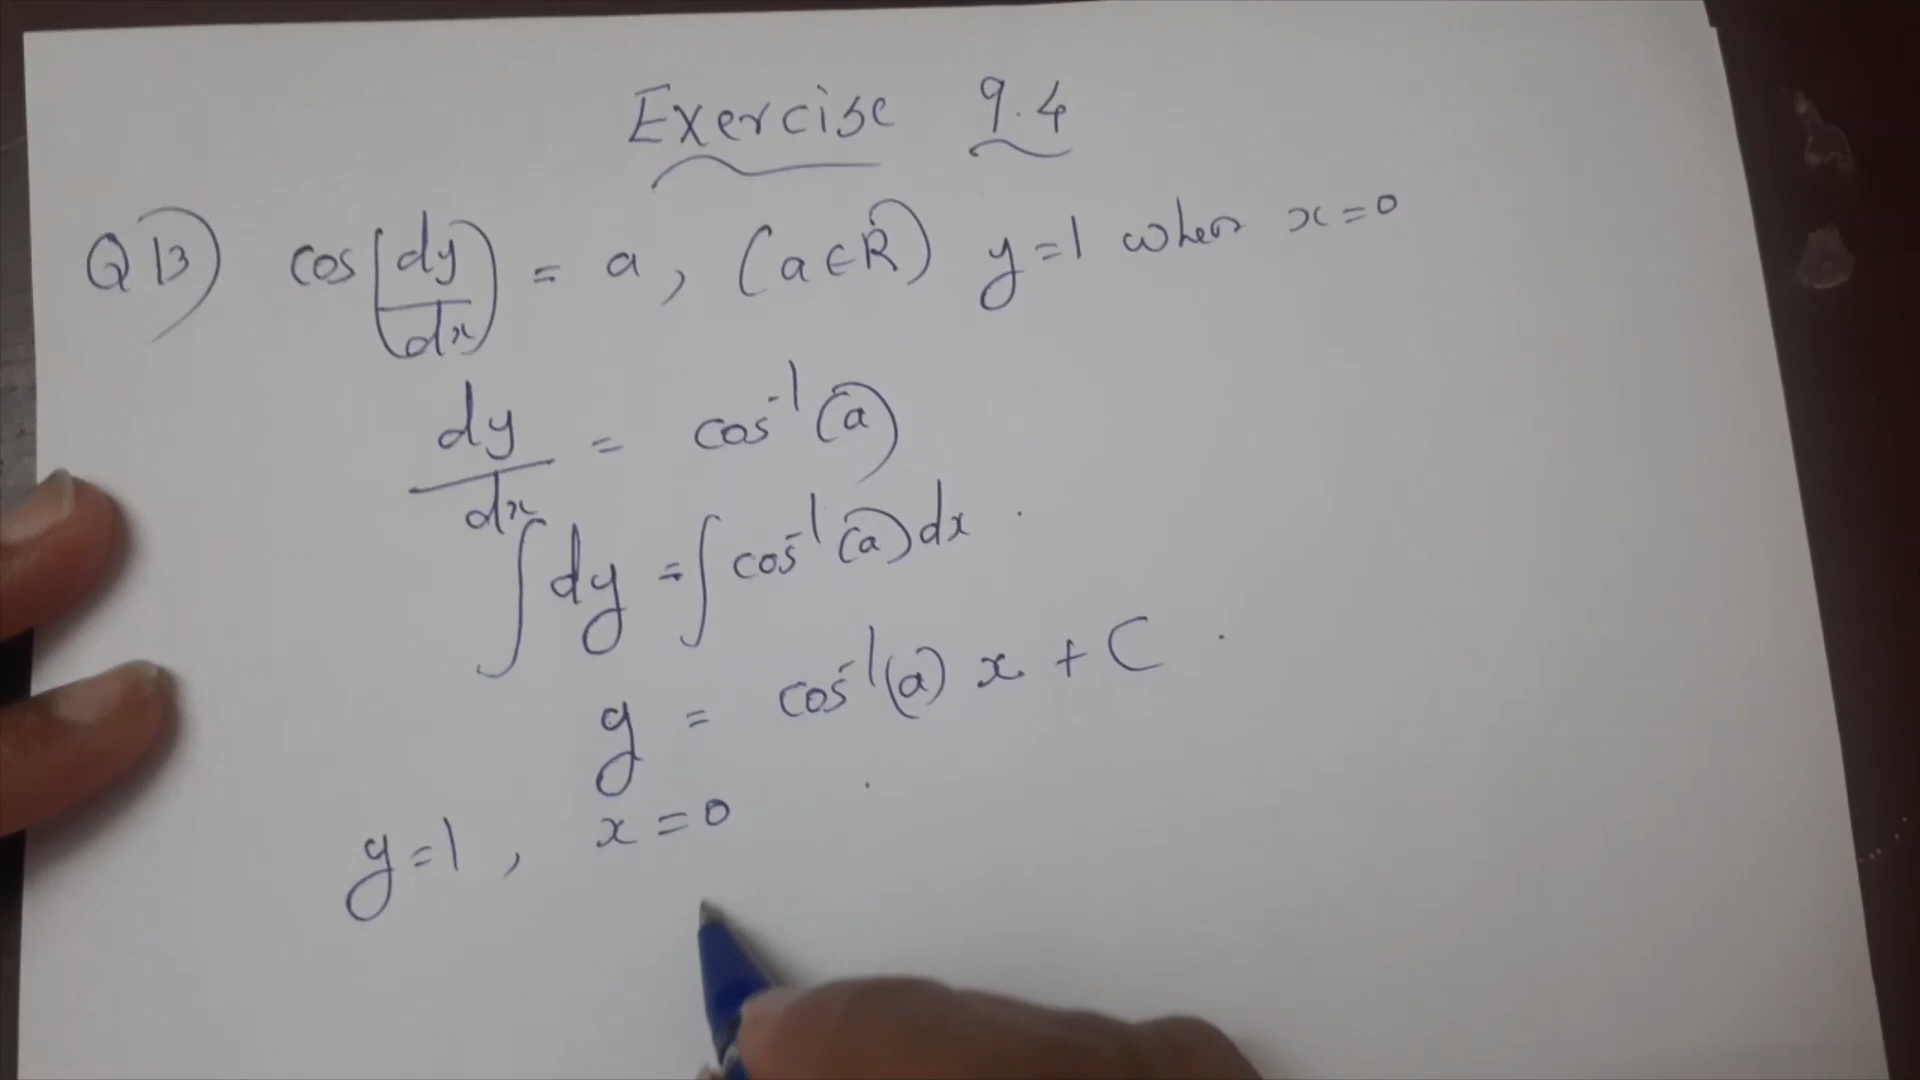 Exercise 9.4
Q13) cos(dy/dx) = a, (a∈R) y=1 when x=0
dy/dx = cos⁻¹(a)
∫dy = ∫cos⁻¹(a)dx
y = cos⁻¹(a) x + C
y=1, x=0